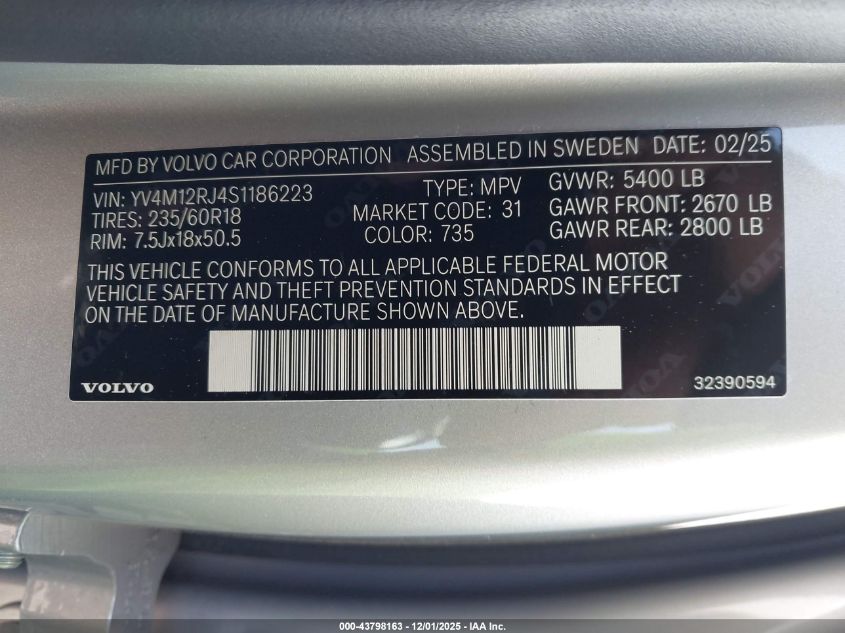 MFD BY VOLVO CAR CORPORATION ASSEMBLED IN SWEDEN DATE: 02/25
VIN: YV4M12RJ4S1186223 TYPE: MPV GVWR: 5400 LB
TIRES: 235/60R18 MARKET CODE: 31 GAWR FRONT: 2670 LB
RIM: 7.5Jx18x50.5 COLOR: 735 GAWR REAR: 2800 LB
THIS VEHICLE CONFORMS TO ALL APPLICABLE FEDERAL MOTOR
VEHICLE SAFETY AND THEFT PREVENTION STANDARDS IN EFFECT
ON THE DATE OF MANUFACTURE SHOWN ABOVE.
VOLVO 32390594
000-43798163 - 12/01/2025 - IAA Inc.